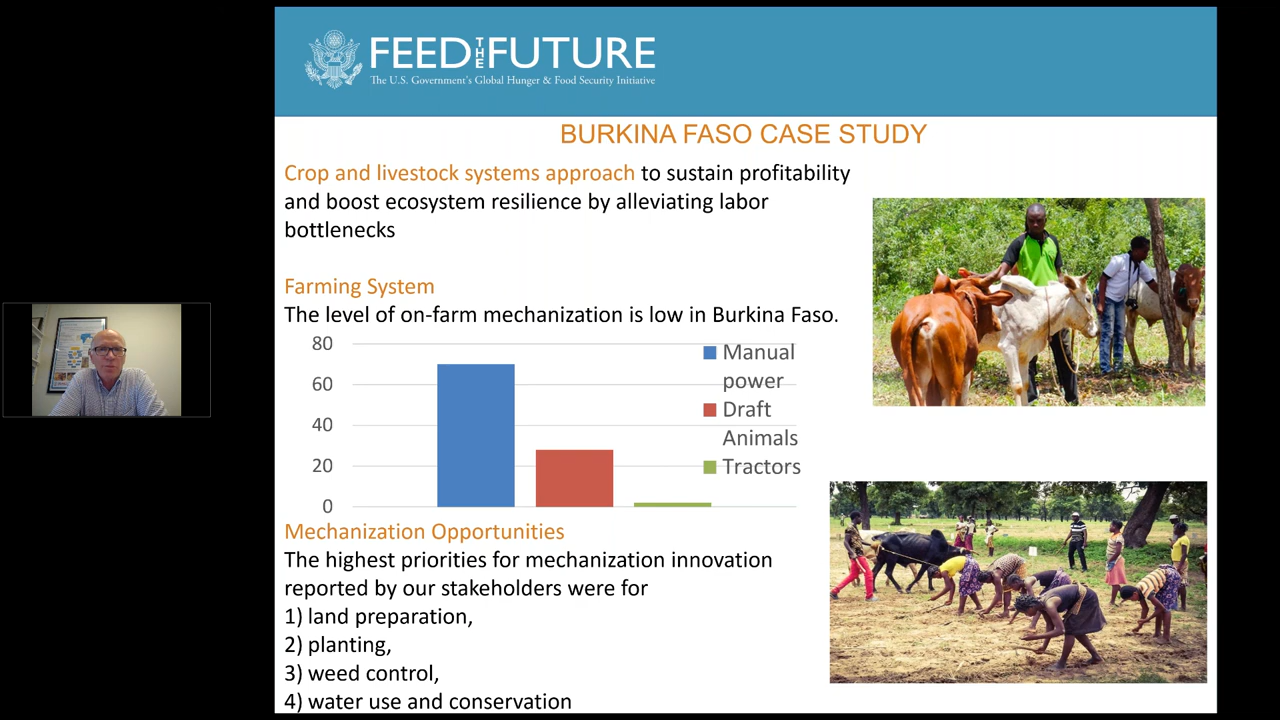 FEED THE FUTURE
The U.S. Government's Global Hunger & Food Security Initiative
BURKINA FASO CASE STUDY
Crop and livestock systems approach to sustain profitability
and boost ecosystem resilience by alleviating labor
bottlenecks
Farming System
The level of on-farm mechanization is low in Burkina Faso.
80
60
40
20
0
Manual
power
Draft
Animals
Tractors
Mechanization Opportunities
The highest priorities for mechanization innovation
reported by our stakeholders were for
1) land preparation,
2) planting,
3) weed control,
4) water use and conservation